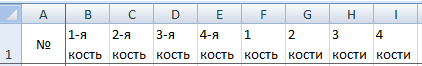 A B C D E F G H I
1 № 1-я кость 2-я кость 3-я кость 4-я кость 1 кость 2 кости 3 кости 4 кости